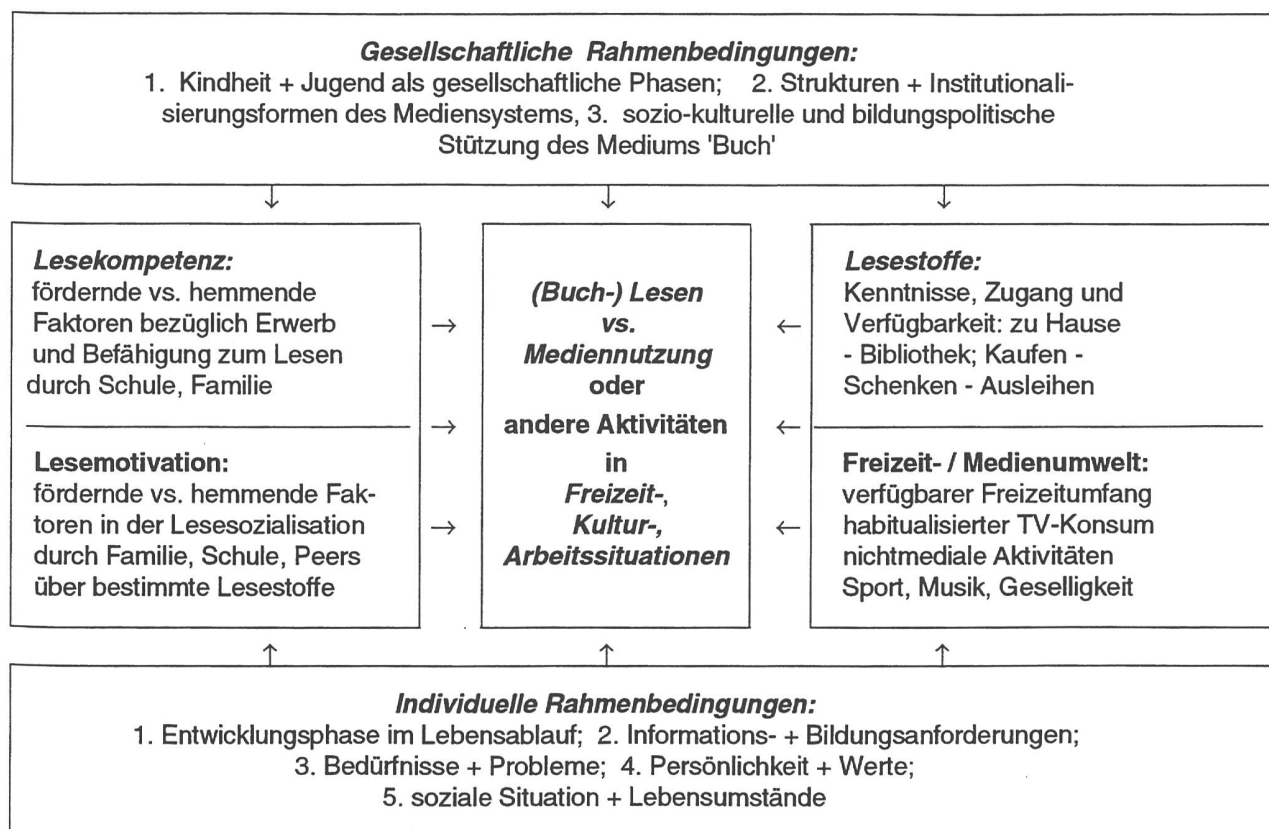 Gesellschaftliche Rahmenbedingungen:
1. Kindheit + Jugend als gesellschaftliche Phasen; 2. Strukturen + Institutionali-
sierungsformen des Mediensystems, 3. sozio-kulturelle und bildungspolitische
Stützung des Mediums 'Buch'
↓ ↓ ↓
Lesekompetenz:
fördernde vs. hemmende
Faktoren bezüglich Erwerb
und Befähigung zum Lesen
durch Schule, Familie
Lesemotivation:
fördernde vs. hemmende Fak-
toren in der Lesesozialisation
durch Familie, Schule, Peers
über bestimmte Lesestoffe
→
→
→
(Buch-) Lesen
vs.
Mediennutzung
oder
andere Aktivitäten
in
Freizeit-,
Kultur-,
Arbeitssituationen
←
←
←
Lesestoffe:
Kenntnisse, Zugang und
Verfügbarkeit: zu Hause
- Bibliothek; Kaufen -
Schenken - Ausleihen
Freizeit- / Medienumwelt:
verfügbarer Freizeitumfang
habitualisierter TV-Konsum
nichtmediale Aktivitäten
Sport, Musik, Geselligkeit
↑ ↑ ↑
Individuelle Rahmenbedingungen:
1. Entwicklungsphase im Lebensablauf; 2. Informations- + Bildungsanforderungen;
3. Bedürfnisse + Probleme; 4. Persönlichkeit + Werte;
5. soziale Situation + Lebensumstände